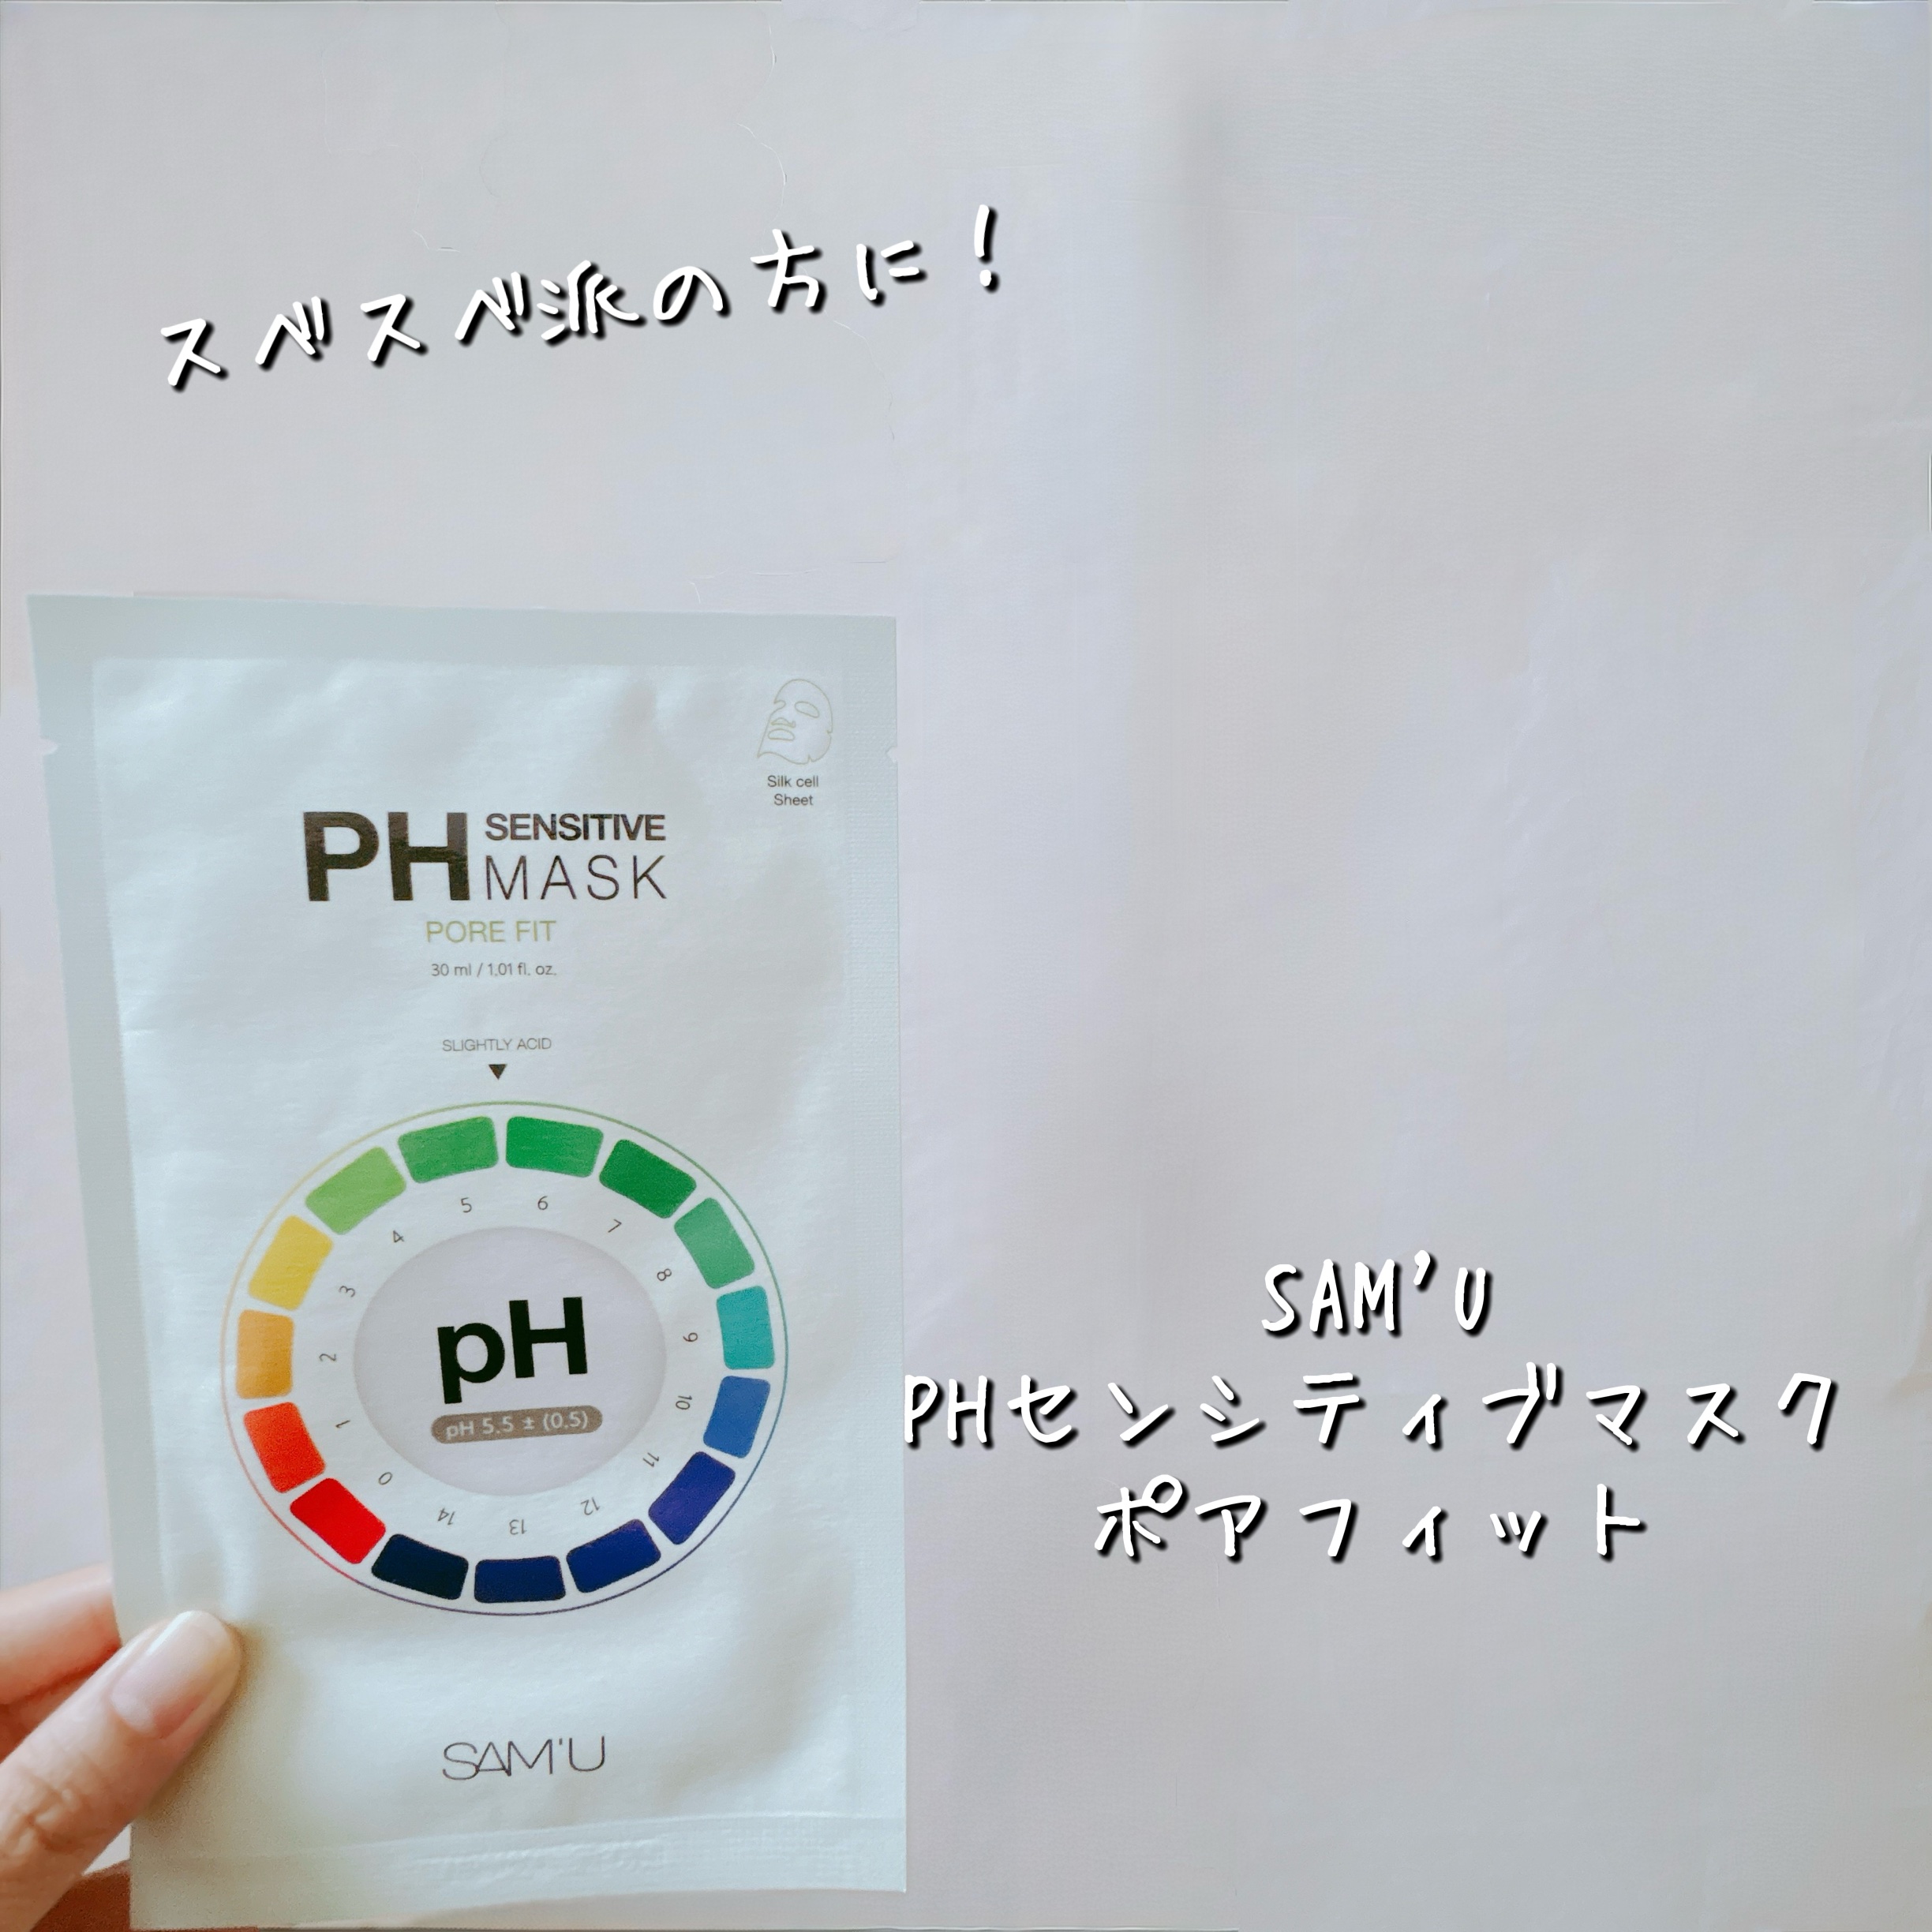 スベスベ派の方に!
Silk cell
Sheet
PH SENSITIVE
MASK
PORE FIT
30 ml / 1.01 fl. oz.
SLIGHTLY ACID
0 1 2 3 4 5 6 7 8 9 10 11 12 13 14
pH
pH 5.5 ± (0.5)
SAM'U
SAM'U
PHセンシティブマスク
ポアフィット